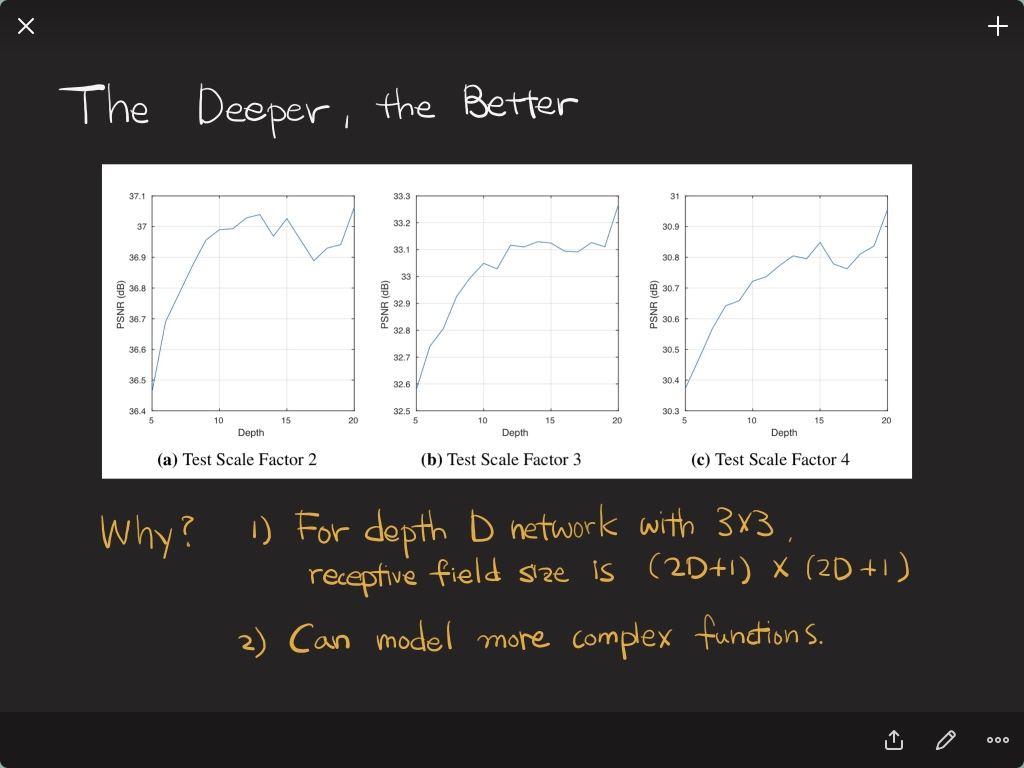 The Deeper, the Better
37.1
37
36.9
36.8
36.7
36.6
36.5
36.4
PSNR (dB)
5 10 15 20
Depth
(a) Test Scale Factor 2
33.3
33.2
33.1
33
32.9
32.8
32.7
32.6
32.5
PSNR (dB)
5 10 15 20
Depth
(b) Test Scale Factor 3
31
30.9
30.8
30.7
30.6
30.5
30.4
30.3
PSNR (dB)
5 10 15 20
Depth
(c) Test Scale Factor 4
Why? 1) For depth D network with 3x3,
receptive field size is (2D+1) x (2D+1)
2) Can model more complex functions.